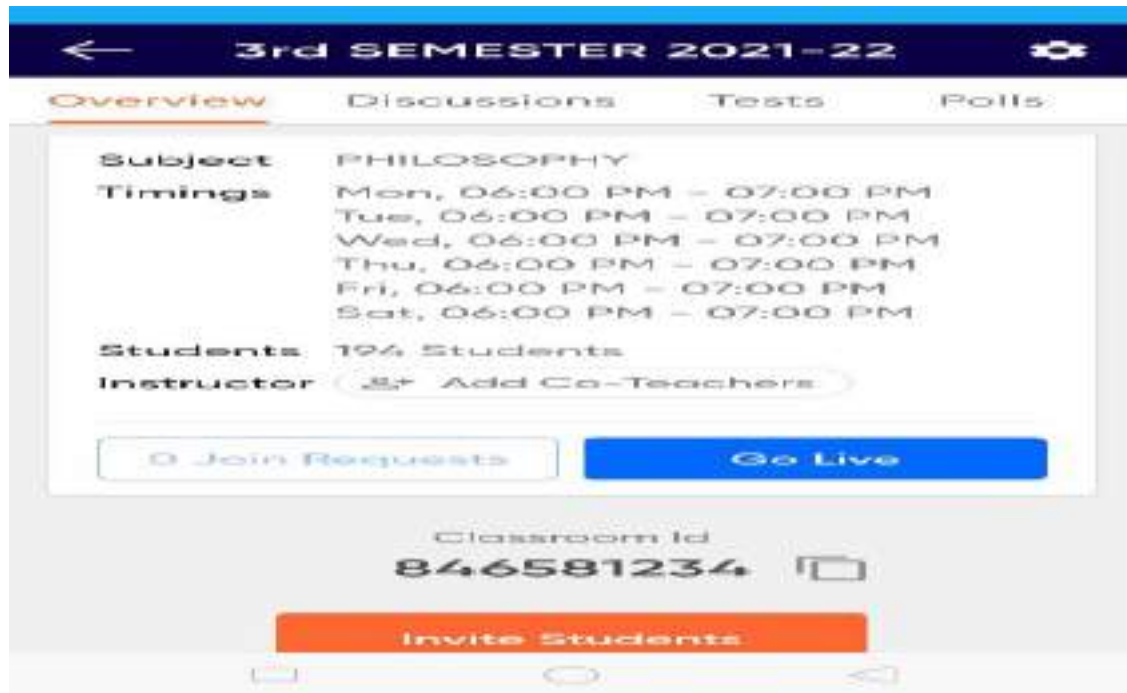 3rd SEMESTER 2021-22
Overview Discussions Tests Polls
Subject PHILOSOPHY
Timings Mon, 06:00 PM - 07:00 PM
Tue, 06:00 PM - 07:00 PM
Wed, 06:00 PM - 07:00 PM
Thu, 06:00 PM - 07:00 PM
Fri, 06:00 PM - 07:00 PM
Sat, 06:00 PM - 07:00 PM
Students 194 Students
Instructor Add Co-Teachers
0 Join Requests Go Live
Classroom Id
846581234
Invite Students